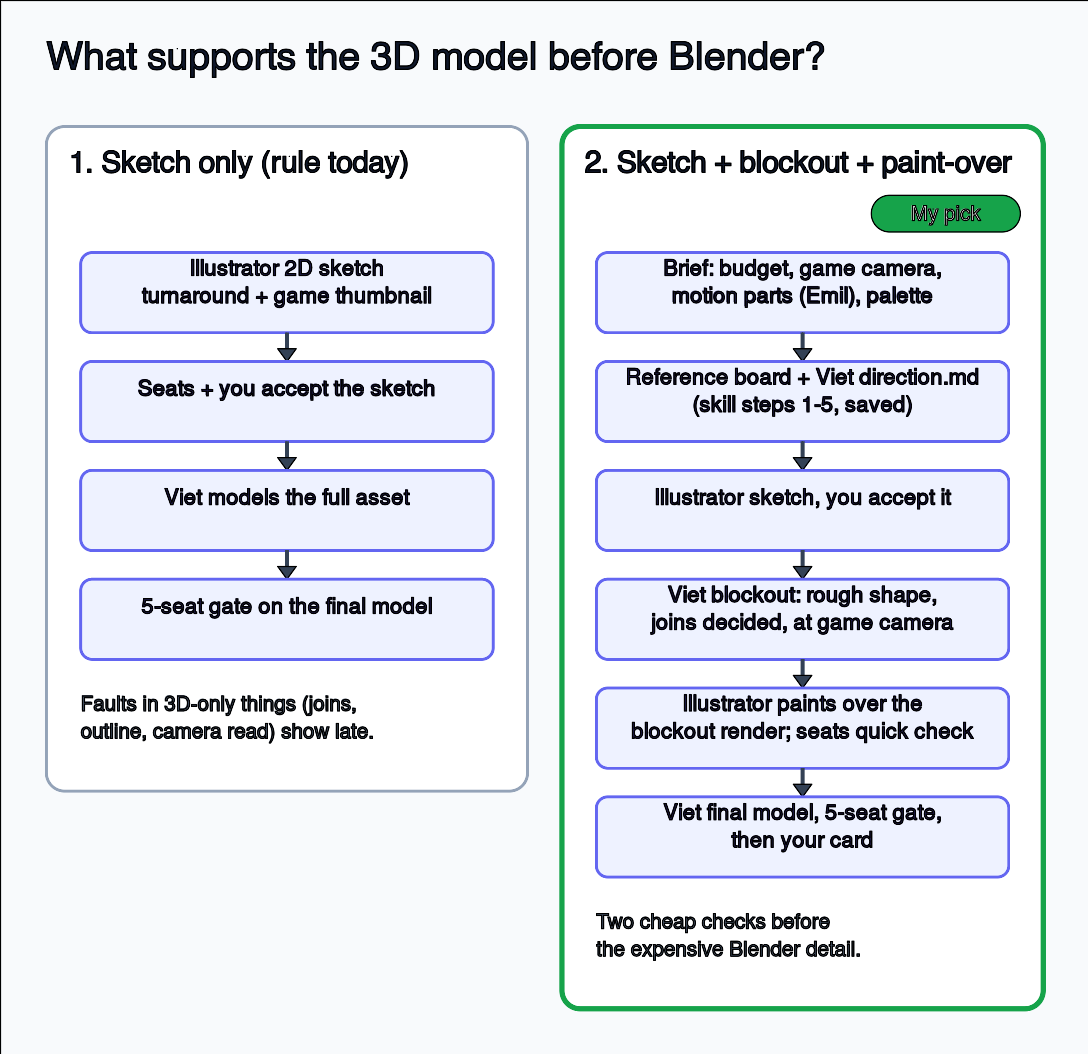 What supports the 3D model before Blender?
1. Sketch only (rule today)
Illustrator 2D sketch
turnaround + game thumbnail
Seats + you accept the sketch
Viet models the full asset
5-seat gate on the final model
Faults in 3D-only things (joins,
outline, camera read) show late.
2. Sketch + blockout + paint-over
My pick
Brief: budget, game camera,
motion parts (Emil), palette
Reference board + Viet direction.md
(skill steps 1-5, saved)
Illustrator sketch, you accept it
Viet blockout: rough shape,
joins decided, at game camera
Illustrator paints over the
blockout render; seats quick check
Viet final model, 5-seat gate,
then your card
Two cheap checks before
the expensive Blender detail.